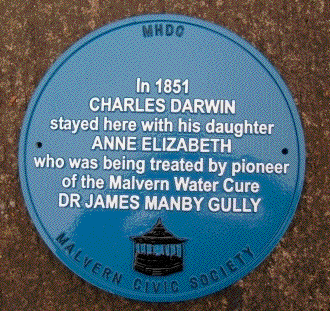 MHDC
In 1851
CHARLES DARWIN
stayed here with his daughter
ANNE ELIZABETH
who was being treated by pioneer
of the Malvern Water Cure
DR JAMES MANBY GULLY
MALVERN CIVIC SOCIETY